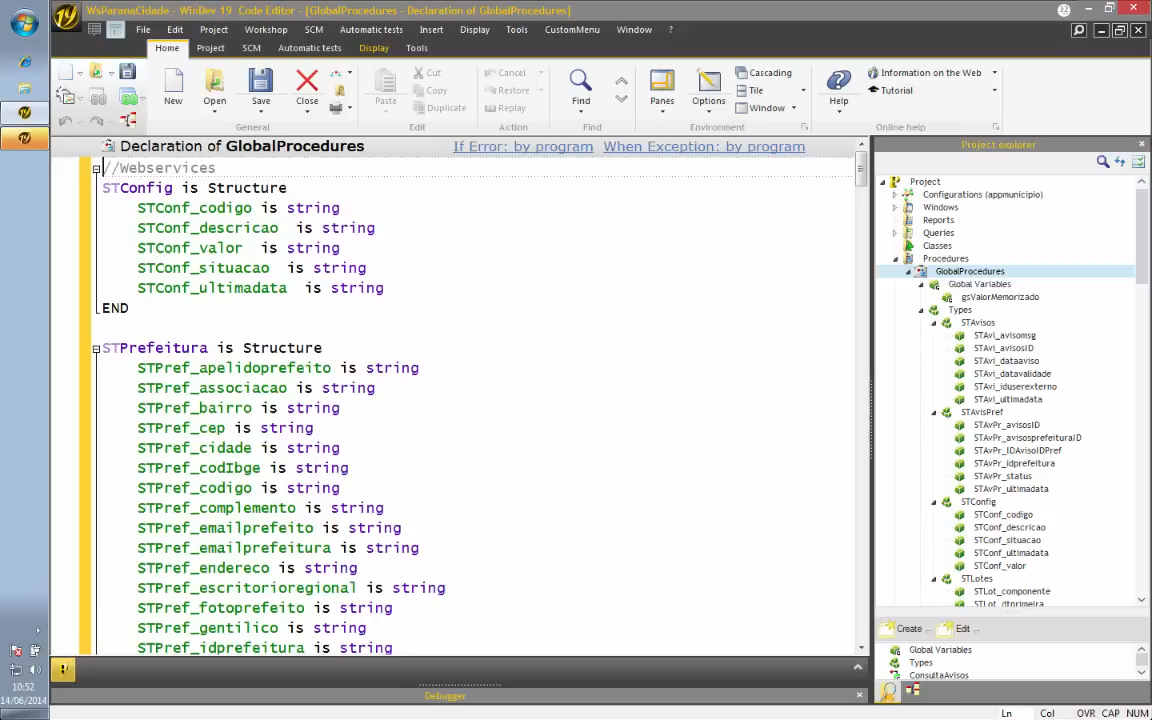 WsParanaCidade - WinDev 19 Code Editor - [GlobalProcedures - Declaration of GlobalProcedures]
32
File Edit Project Workshop SCM Automatic tests Insert Display Tools CustomMenu Window ?
Home Project SCM Automatic tests Display Tools
New Open Save Close Paste Cut Copy Duplicate Cancel Restore Replay Find Panes Options Cascading Tile Window Help Information on the Web Tutorial
General Edit Action Find Environment Online help
Declaration of GlobalProcedures If Error: by program When Exception: by program
//Webservices
STConfig is Structure
STConf_codigo is string
STConf_descricao is string
STConf_valor is string
STConf_situacao is string
STConf_ultimadata is string
END
STPrefeitura is Structure
STPref_apelidoprefeito is string
STPref_associacao is string
STPref_bairro is string
STPref_cep is string
STPref_cidade is string
STPref_codIbge is string
STPref_codigo is string
STPref_complemento is string
STPref_emailprefeito is string
STPref_emailprefeitura is string
STPref_endereco is string
STPref_escritorioregional is string
STPref_fotoprefeito is string
STPref_gentilico is string
STPref_idprefeitura is string
Project explorer
Project
Configurations (appmunicipio)
Windows
Reports
Queries
Classes
Procedures
GlobalProcedures
Global Variables
gsValorMemorizado
Types
STAvisos
STAvi_avisomsg
STAvi_avisosID
STAvi_dataaviso
STAvi_datavalidade
STAvi_iduserexterno
STAvi_ultimadata
STAvisPref
STAvPr_avisosID
STAvPr_avisosprefeituraID
STAvPr_IDAvisoIDPref
STAvPr_idprefeitura
STAvPr_status
STAvPr_ultimadata
STConfig
STConf_codigo
STConf_descricao
STConf_situacao
STConf_ultimadata
STConf_valor
STLotes
STLot_componente
STLot_dtprimeira
Create Edit
Global Variables
Types
ConsultaAvisos
Debugger
10:52
14/06/2014
Ln Col OVR CAP NUM